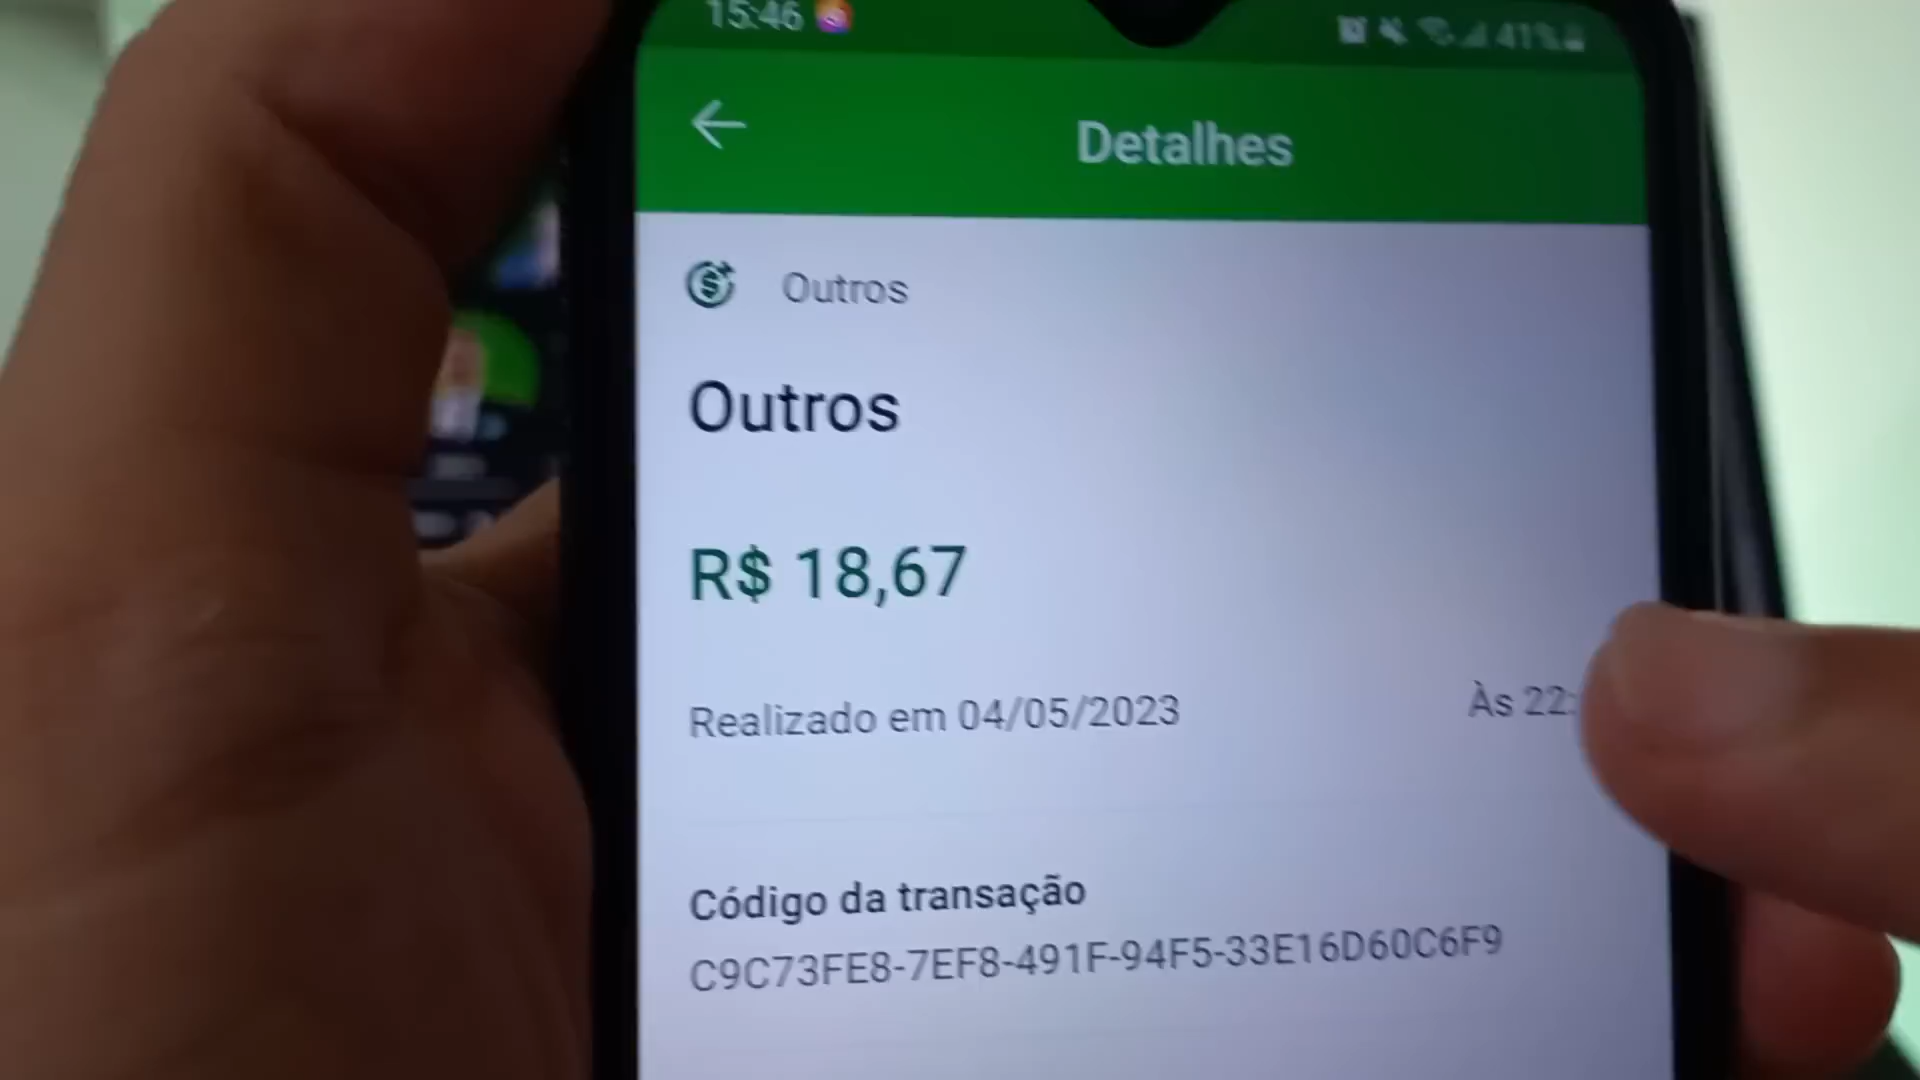 15:46
41%
Detalhes
Outros
Outros
R$ 18,67
Realizado em 04/05/2023
Às 22:
Código da transação
C9C73FE8-7EF8-491F-94F5-33E16D60C6F9